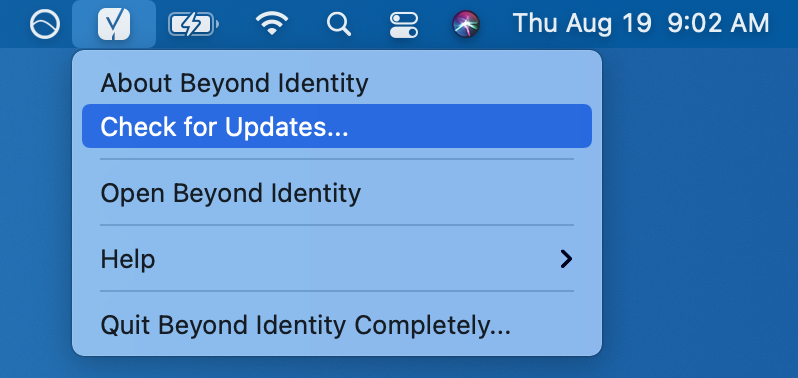 Thu Aug 19 9:02 AM
About Beyond Identity
Check for Updates...
Open Beyond Identity
Help
Quit Beyond Identity Completely...